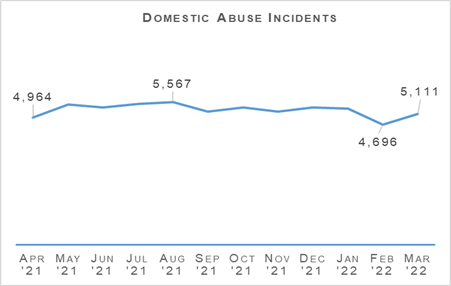 DOMESTIC ABUSE INCIDENTS
5,567
4,964
5,111
4,696
APR MAY JUN JUL AUG SEP OCT NOV DEC JAN FEB MAR
'21 '21 '21 '21 '21 '21 '21 '21 '21 '22 '22 '22